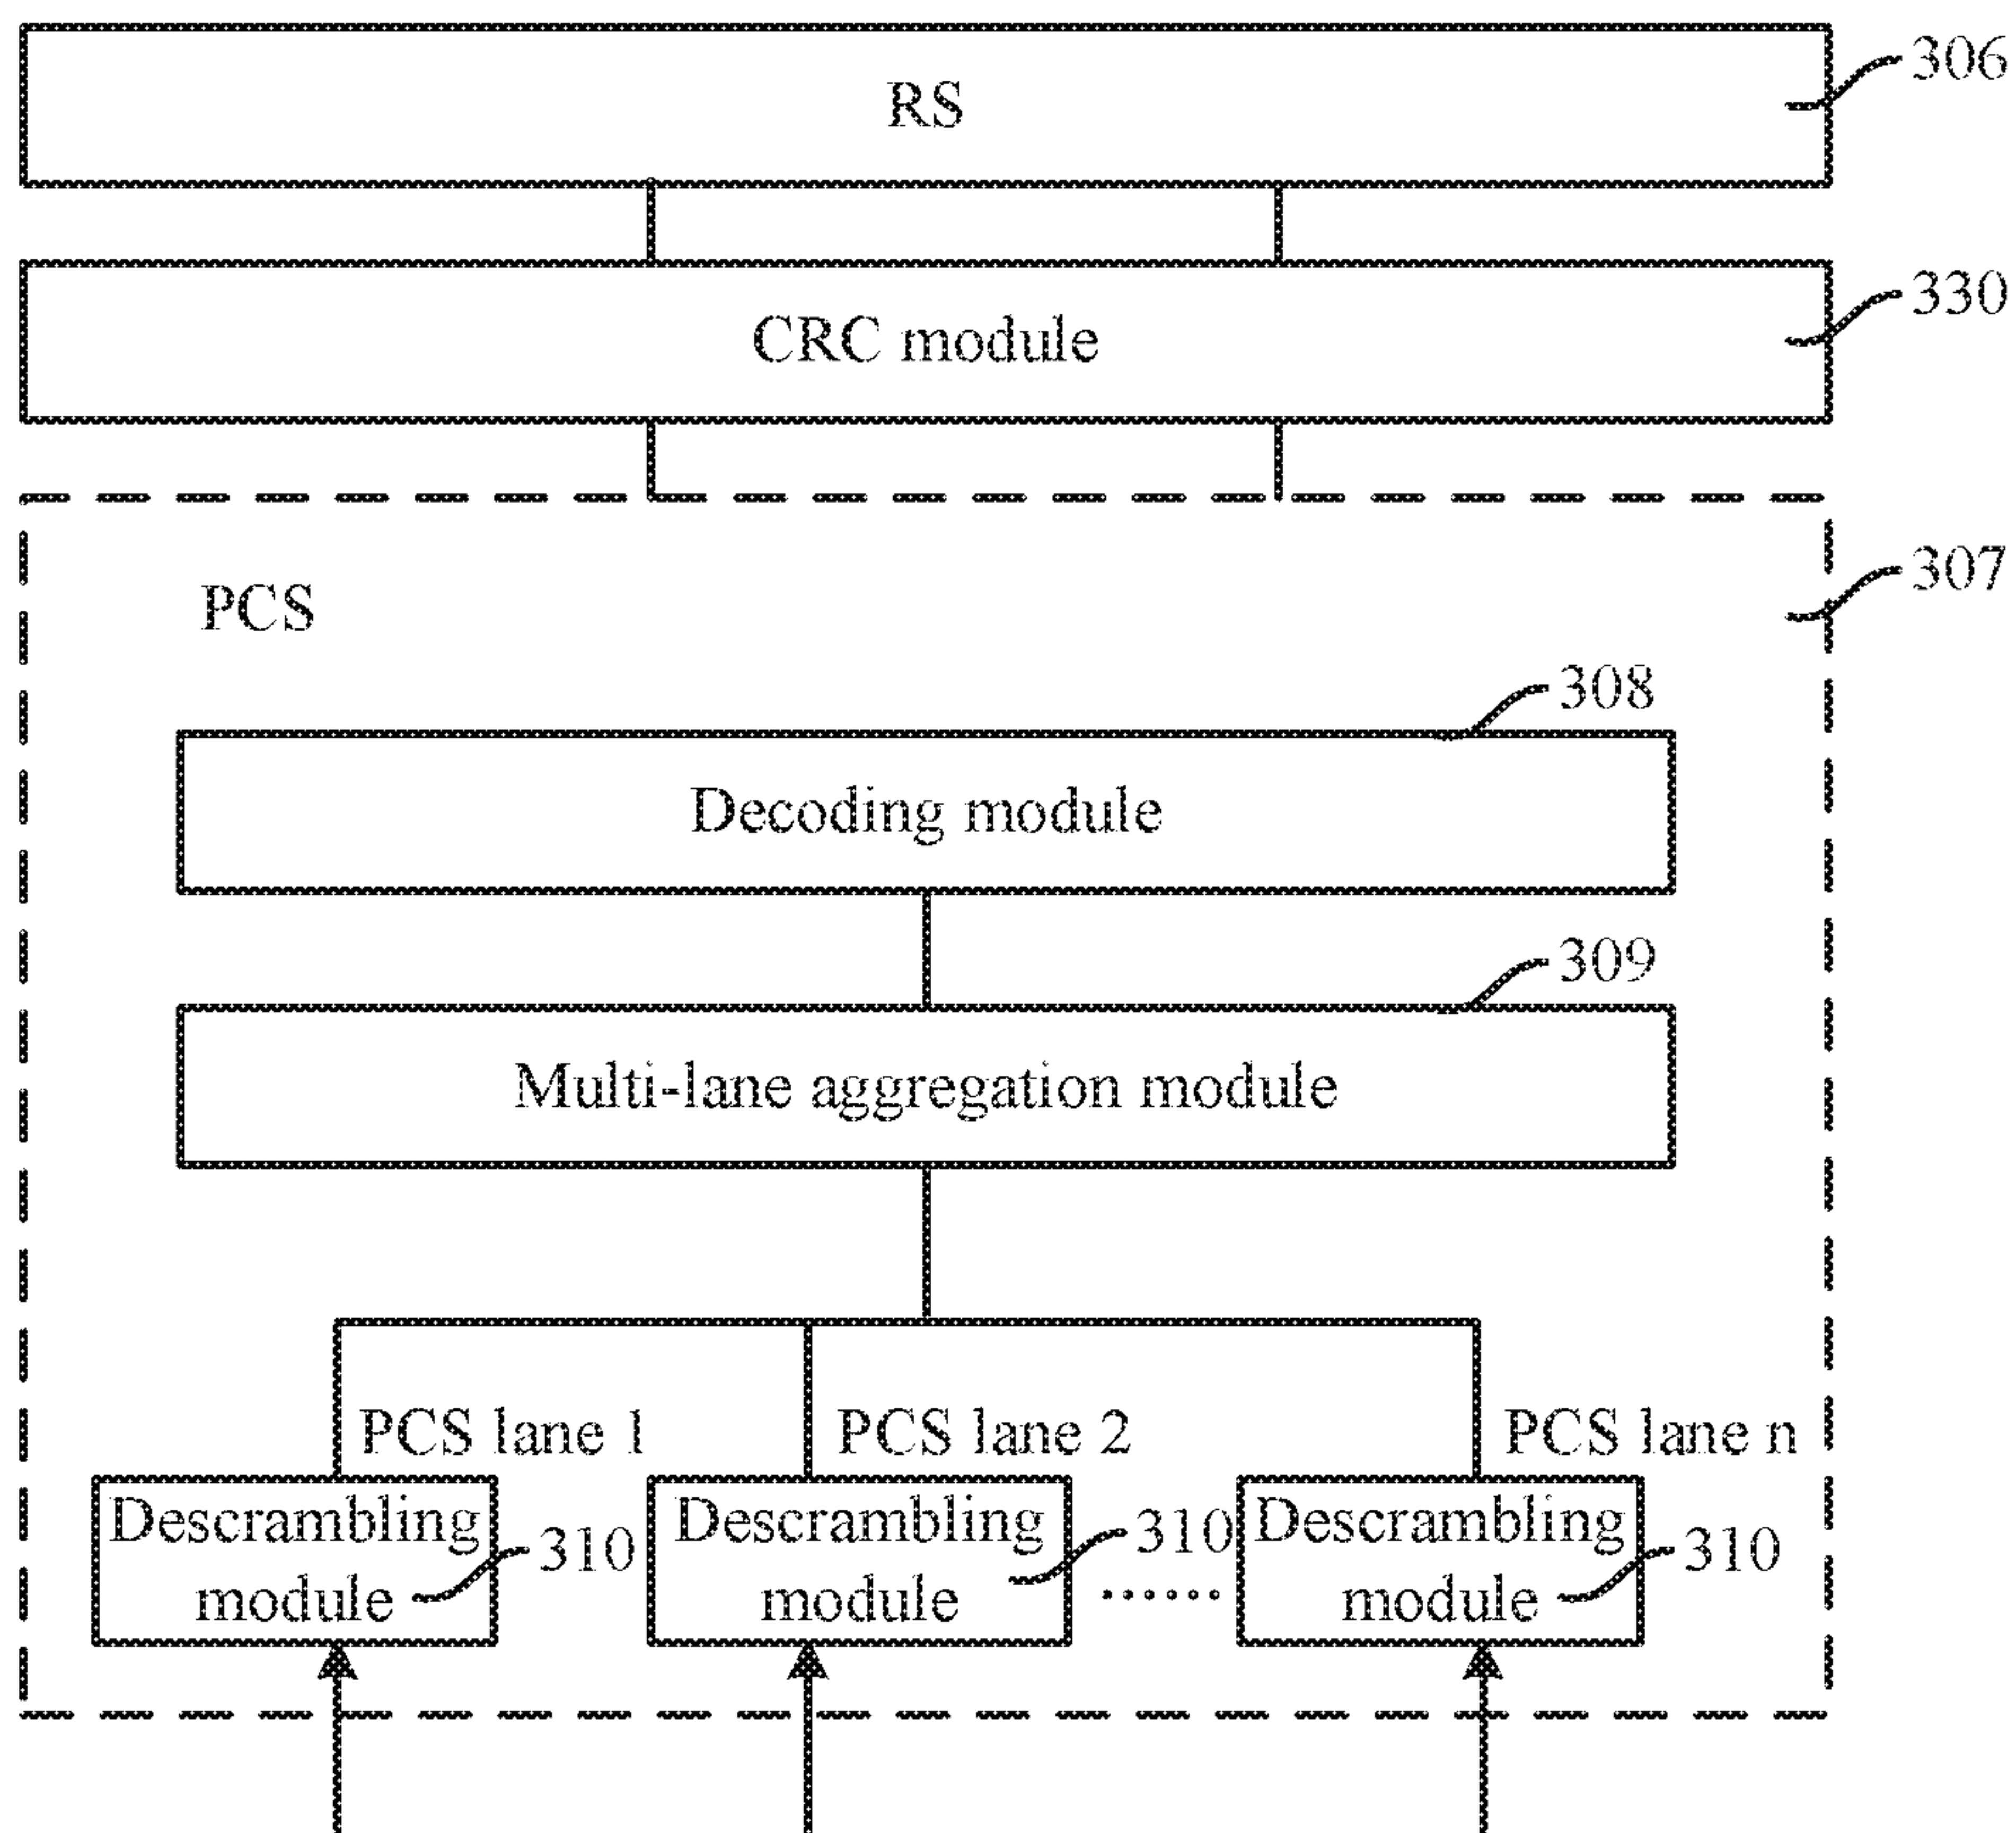 RS
306
CRC module
330
PCS
307
308
Decoding module
309
Multi-lane aggregation module
PCS lane 1
PCS lane 2
PCS lane n
Descrambling
module
310
Descrambling
module
310
......
Descrambling
module
310